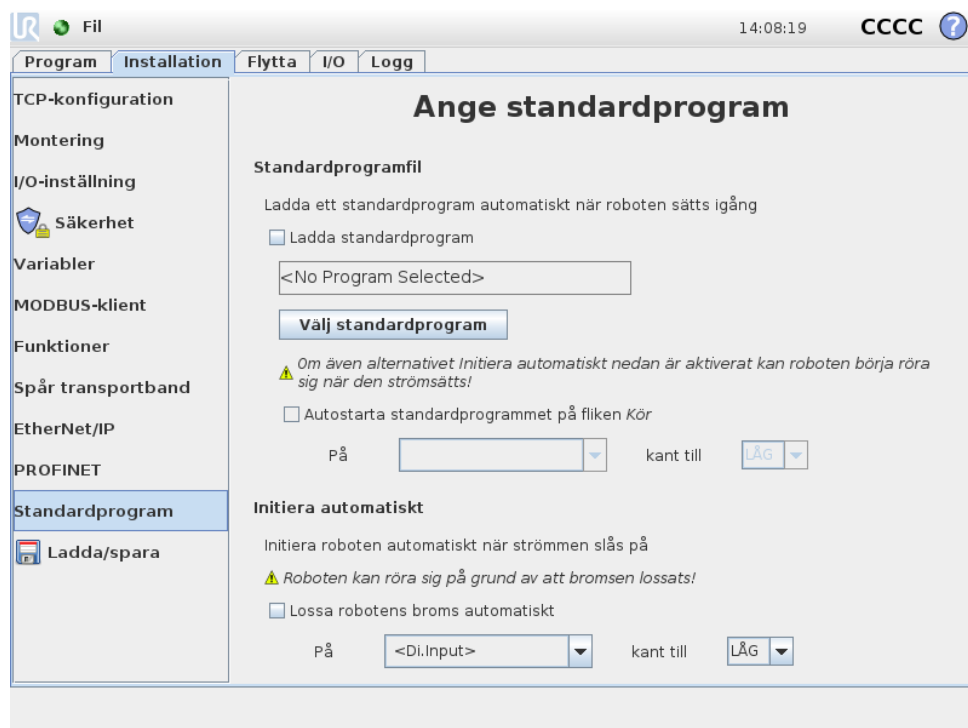 UR Fil 14:08:19 CCCC ?
Program Installation Flytta I/O Logg
TCP-konfiguration
Montering
I/O-inställning
Säkerhet
Variabler
MODBUS-klient
Funktioner
Spår transportband
EtherNet/IP
PROFINET
Standardprogram
Ladda/spara
Ange standardprogram
Standardprogramfil
Ladda ett standardprogram automatiskt när roboten sätts igång
Ladda standardprogram
<No Program Selected>
Välj standardprogram
Om även alternativet Initiera automatiskt nedan är aktiverat kan roboten börja röra
sig när den strömsätts!
Autostarta standardprogrammet på fliken Kör
På kant till LÅG
Initiera automatiskt
Initiera roboten automatiskt när strömmen slås på
Roboten kan röra sig på grund av att bromsen lossats!
Lossa robotens broms automatiskt
På <Di.Input> kant till LÅG